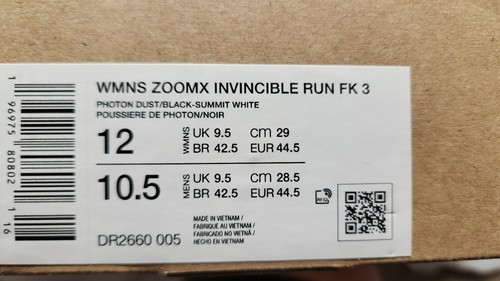 WMNS ZOOMX INVINCIBLE RUN FK 3
PHOTON DUST/BLACK-SUMMIT WHITE
POUSSIERE DE PHOTON/NOIR
12 WMNS UK 9.5 cm 29
BR 42.5 EUR 44.5
10.5 MENS UK 9.5 cm 28.5
BR 42.5 EUR 44.5
MADE IN VIETNAM /
FABRIQUE AU VIETNAM /
FABRICADO NO VIETNÃ /
HECHO EN VIETNAM
DR2660 005
1 96975 80802 1 16